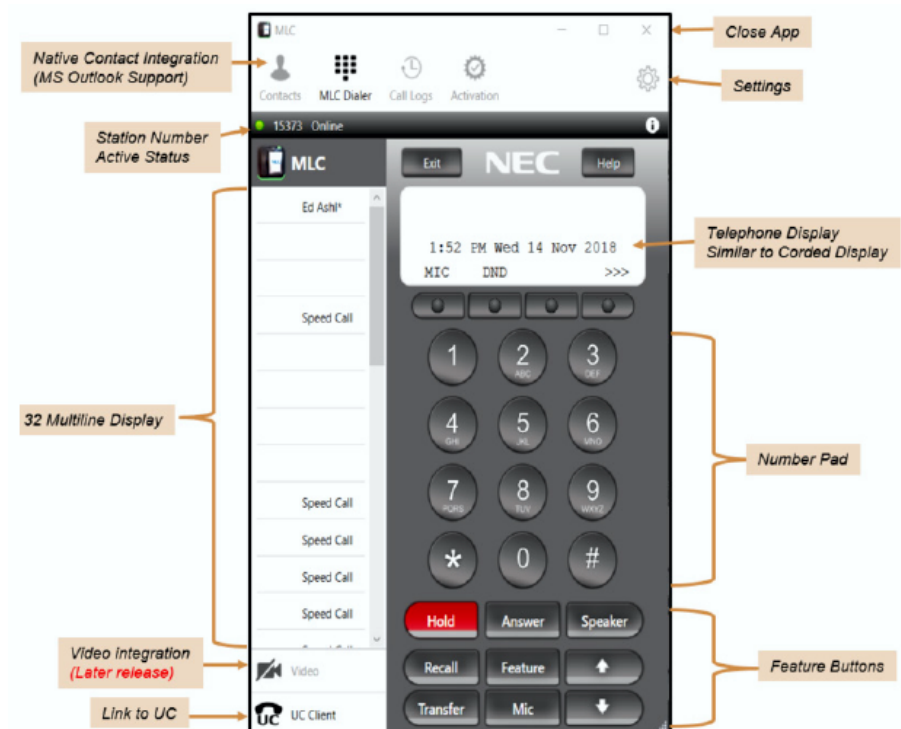 MLC
Close App
Native Contact Integration
(MS Outlook Support)
Contacts
MLC Dialer
Call Logs
Activation
Settings
15373 Online
Station Number
Active Status
MLC
Exit
NEC
Help
Ed Ashl*
1:52 PM Wed 14 Nov 2018
MIC DND >>>
Telephone Display
Similar to Corded Display
Speed Call
1
2
ABC
3
DEF
4
GHI
5
JKL
6
MNO
32 Multiline Display
Number Pad
7
PQRS
8
TUV
9
WXYZ
Speed Call
Speed Call
Speed Call
Speed Call
*
0
#
Hold
Answer
Speaker
Video Integration
(Later release)
Video
Recall
Feature
Feature Buttons
Link to UC
UC
UC Client
Transfer
Mic